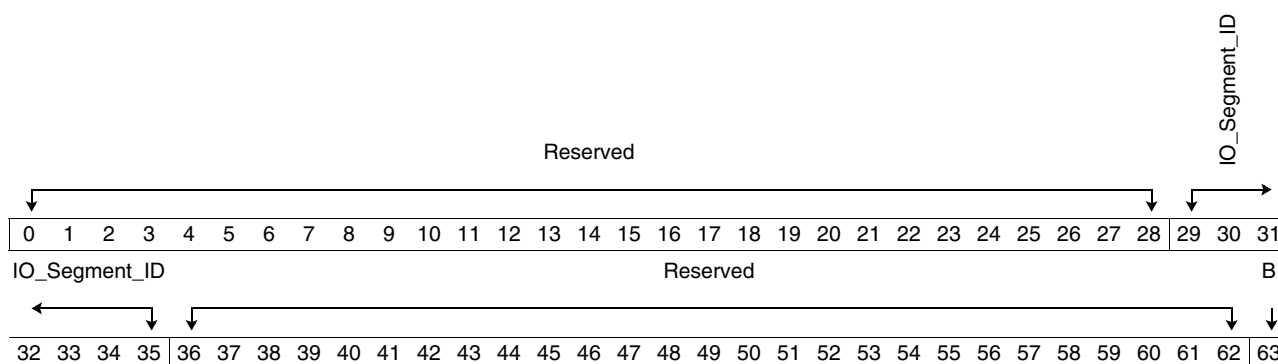 IO_Segment_ID
Reserved
0 1 2 3 4 5 6 7 8 9 10 11 12 13 14 15 16 17 18 19 20 21 22 23 24 25 26 27 28 29 30 31
IO_Segment_ID Reserved B
32 33 34 35 36 37 38 39 40 41 42 43 44 45 46 47 48 49 50 51 52 53 54 55 56 57 58 59 60 61 62 63